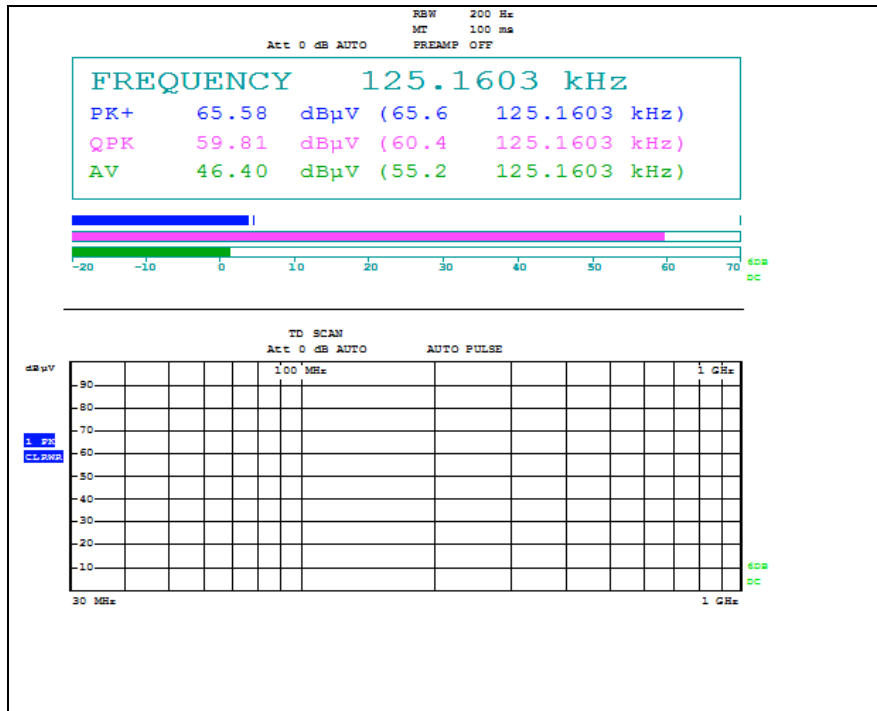 RBW 200 Hz
MT 100 ms
Att 0 dB AUTO PREAMP OFF
FREQUENCY 125.1603 kHz
PK+ 65.58 dBµV (65.6 125.1603 kHz)
QPK 59.81 dBµV (60.4 125.1603 kHz)
AV 46.40 dBµV (55.2 125.1603 kHz)
-20 -10 0 10 20 30 40 50 60 70
6DB
DC
TD SCAN
Att 0 dB AUTO AUTO PULSE
dBµV
100 MHz 1 GHz
90
80
70
1 PK
60
CLRWR
50
40
30
20
10
6DB
DC
30 MHz 1 GHz